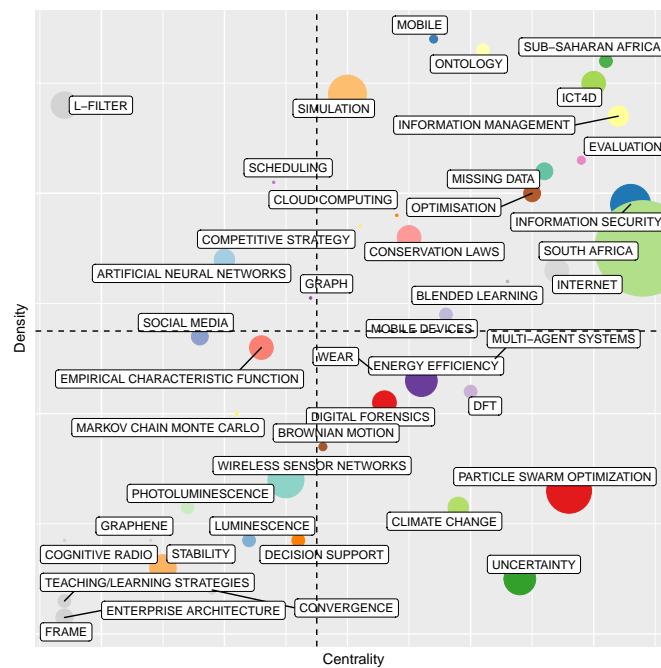 MOBILE
SUB–SAHARAN AFRICA
ONTOLOGY
ICT4D
L–FILTER
SIMULATION
INFORMATION MANAGEMENT
EVALUATION
SCHEDULING
MISSING DATA
CLOUD COMPUTING
OPTIMISATION
INFORMATION SECURITY
COMPETITIVE STRATEGY
CONSERVATION LAWS
SOUTH AFRICA
ARTIFICIAL NEURAL NETWORKS
GRAPH
INTERNET
BLENDED LEARNING
Density
SOCIAL MEDIA
MOBILE DEVICES
MULTI–AGENT SYSTEMS
WEAR
ENERGY EFFICIENCY
EMPIRICAL CHARACTERISTIC FUNCTION
DFT
DIGITAL FORENSICS
MARKOV CHAIN MONTE CARLO
BROWNIAN MOTION
WIRELESS SENSOR NETWORKS
PARTICLE SWARM OPTIMIZATION
PHOTOLUMINESCENCE
CLIMATE CHANGE
GRAPHENE
LUMINESCENCE
COGNITIVE RADIO
STABILITY
DECISION SUPPORT
UNCERTAINTY
TEACHING/LEARNING STRATEGIES
ENTERPRISE ARCHITECTURE
CONVERGENCE
FRAME
Centrality